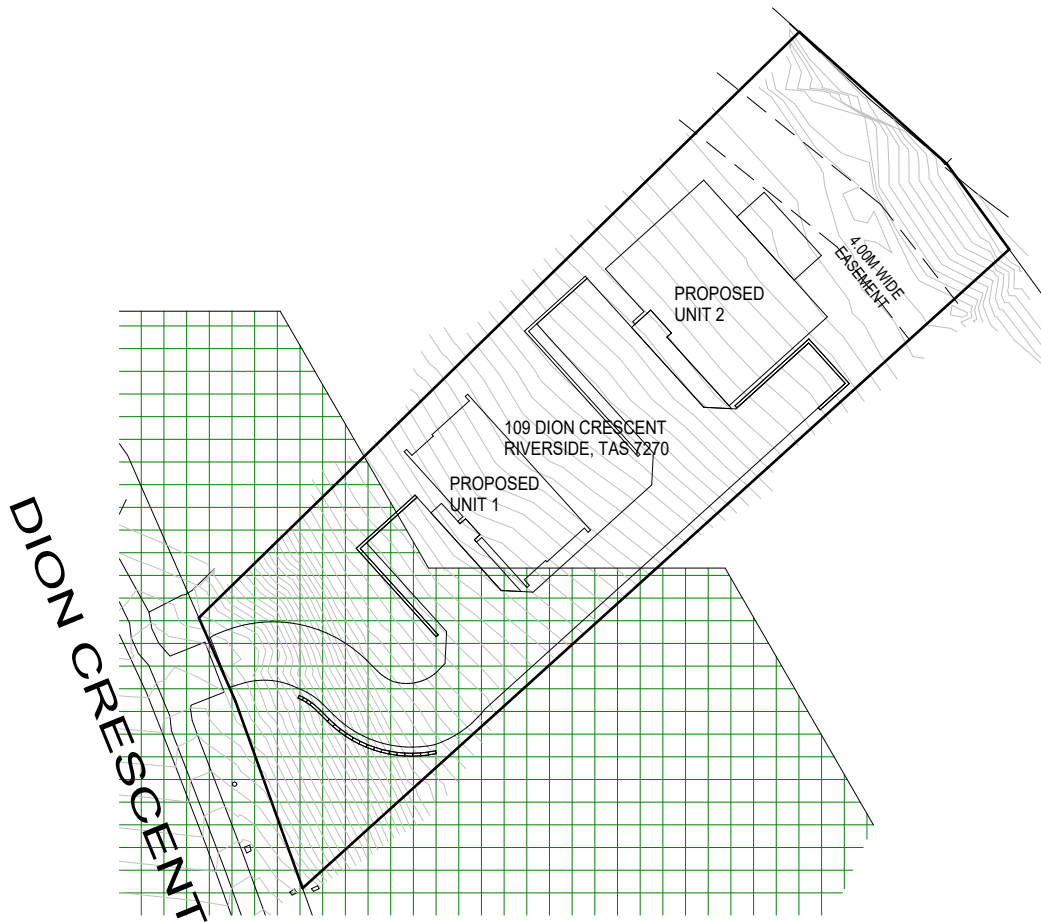 4.00M WIDE
EASEMENT
PROPOSED
UNIT 2
109 DION CRESCENT
RIVERSIDE, TAS 7270
PROPOSED
UNIT 1
DION CRESCENT